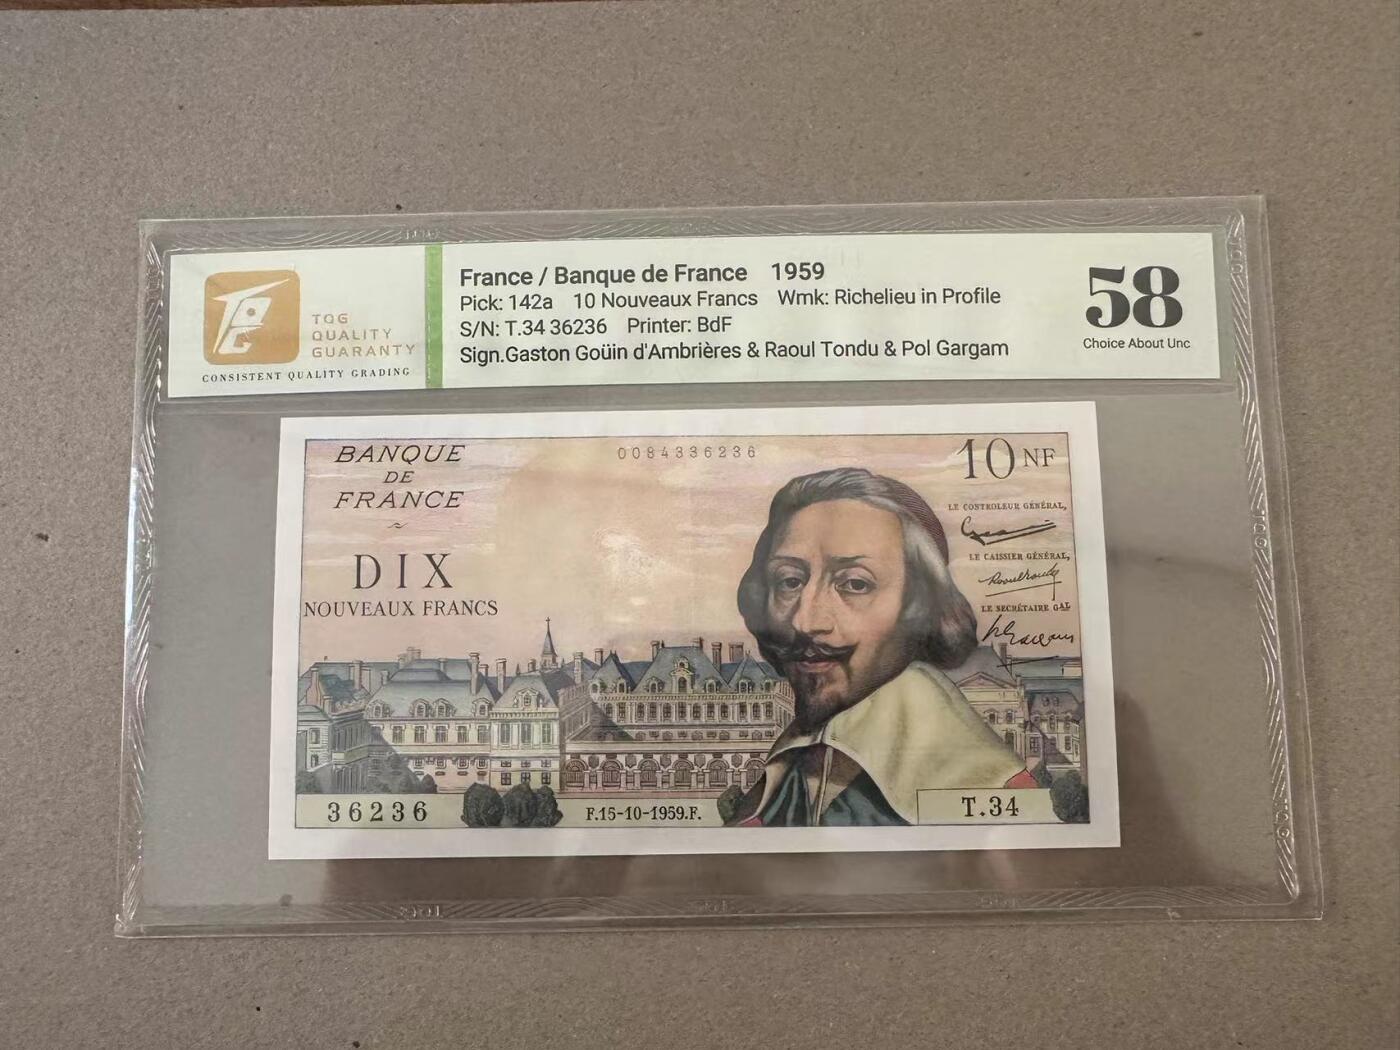 TQG
QUALITY
GUARANTY
CONSISTENT QUALITY GRADING
France / Banque de France 1959
Pick: 142a 10 Nouveaux Francs Wmk: Richelieu in Profile
S/N: T.34 36236 Printer: BdF
Sign.Gaston Goüin d'Ambrières & Raoul Tondu & Pol Gargam
58
Choice About Unc
BANQUE
DE
FRANCE
0084336236
10 NF
LE CONTROLEUR GÉNÉRAL,
LE CAISSIER GÉNÉRAL,
LE SECRÉTAIRE GAL
DIX
NOUVEAUX FRANCS
36236
F.15-10-1959.F.
T.34